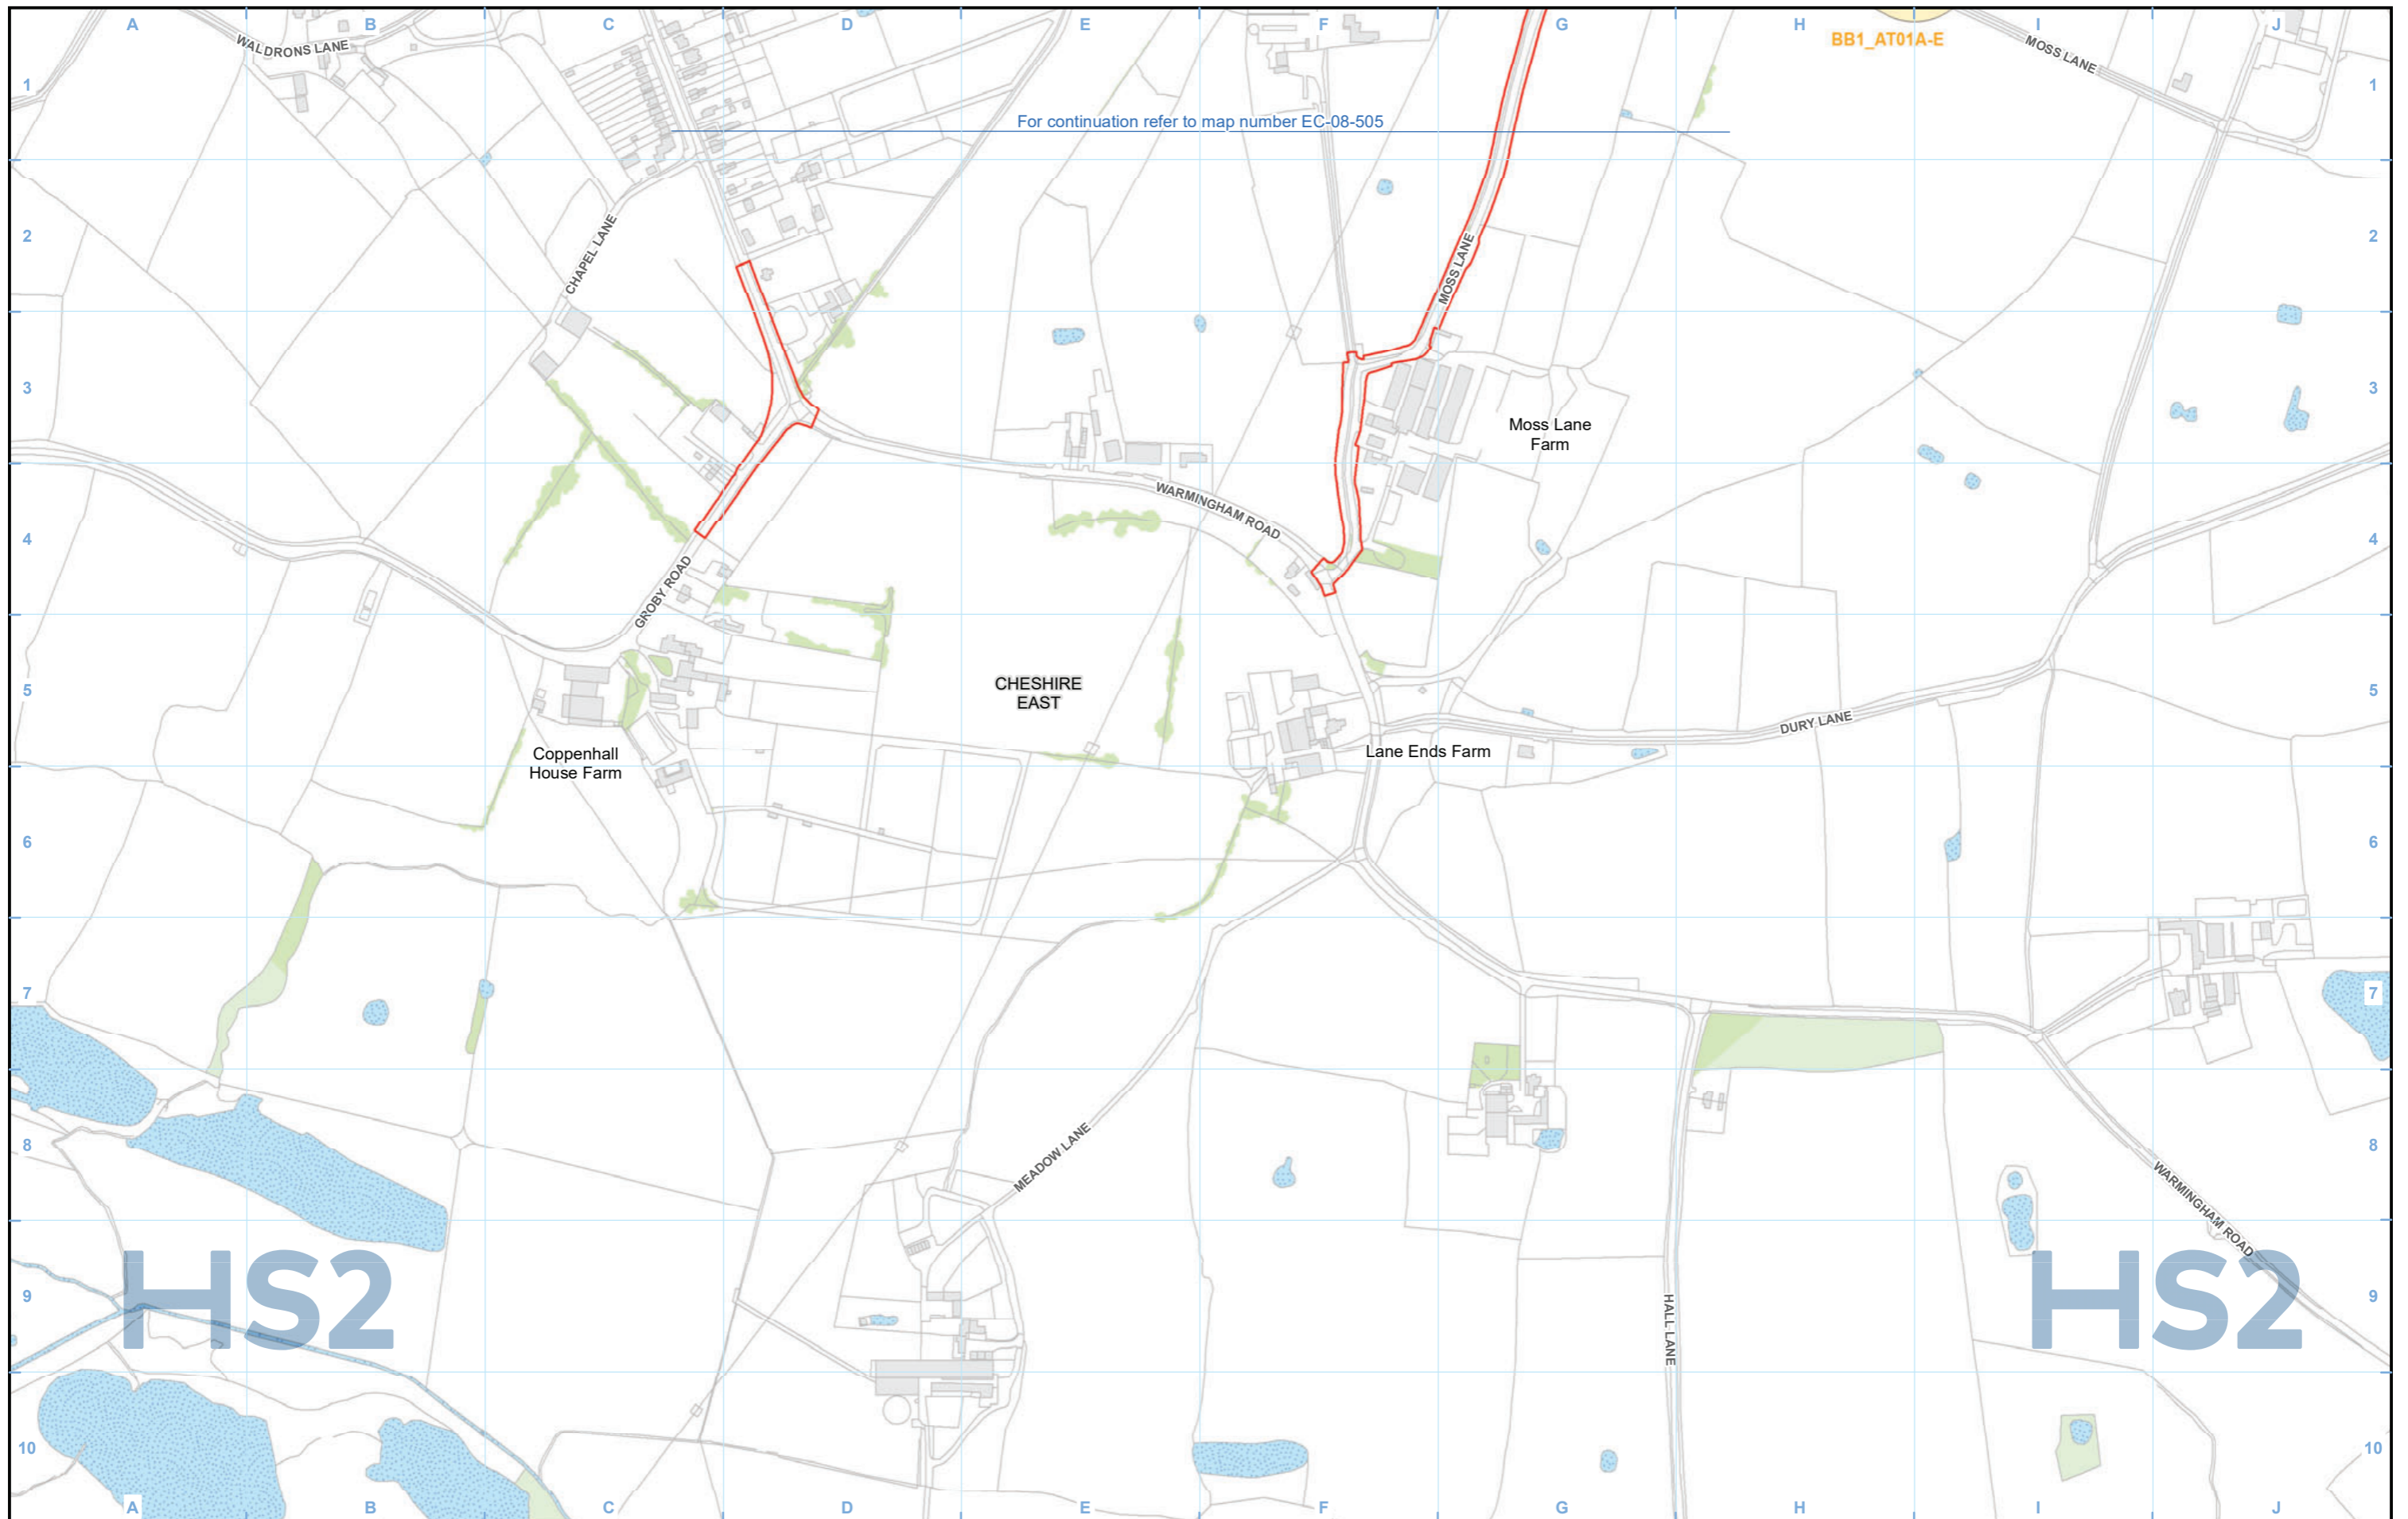 A B C D E F G H I J
WALDRONS LANE
BB1_AT01A-E
MOSS LANE
1 1
For continuation refer to map number EC-08-505
CHAPEL LANE
2 2
MOSS LANE
3 3
Moss Lane
Farm
WARMINGHAM ROAD
4 4
GROBY ROAD
CHESHIRE
EAST
5 5
DURY LANE
Coppenhall
House Farm
Lane Ends Farm
6 6
7 7
8 8
MEADOW LANE
WARMINGHAM ROAD
HS2 HS2
9 9
HALL LANE
10 10
A B C D E F G H I J